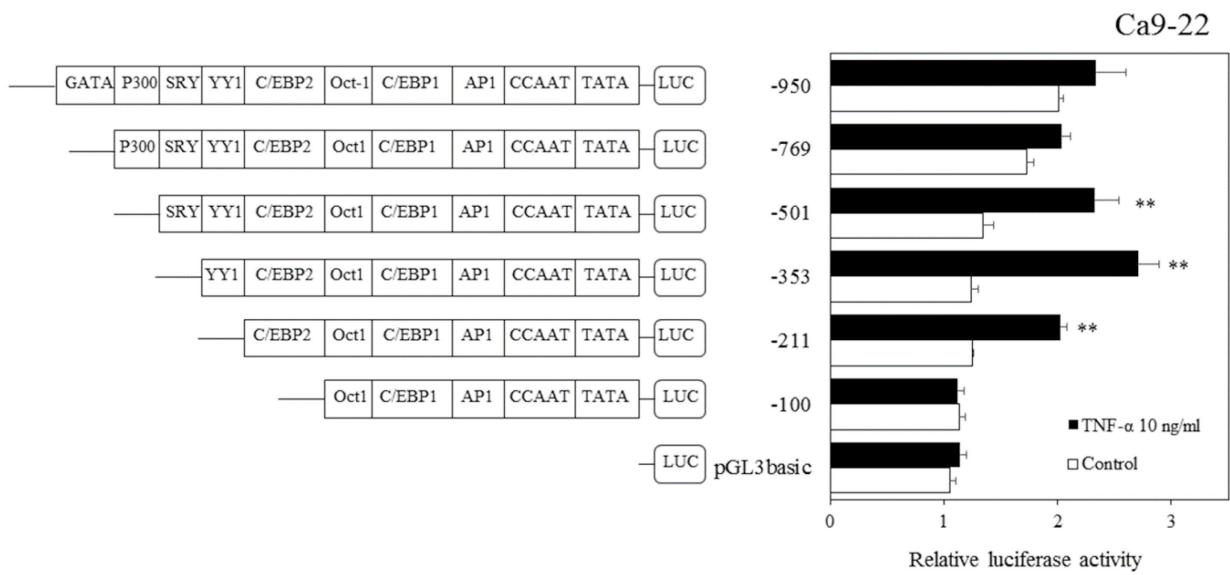 Ca9-22
GATA P300 SRY YY1 C/EBP2 Oct-1 C/EBP1 AP1 CCAAT TATA LUC -950
P300 SRY YY1 C/EBP2 Oct1 C/EBP1 AP1 CCAAT TATA LUC -769
SRY YY1 C/EBP2 Oct1 C/EBP1 AP1 CCAAT TATA LUC -501 **
YY1 C/EBP2 Oct1 C/EBP1 AP1 CCAAT TATA LUC -353 **
C/EBP2 Oct1 C/EBP1 AP1 CCAAT TATA LUC -211 **
Oct1 C/EBP1 AP1 CCAAT TATA LUC -100
TNF-α 10 ng/ml
LUC pGL3basic Control
0 1 2 3
Relative luciferase activity